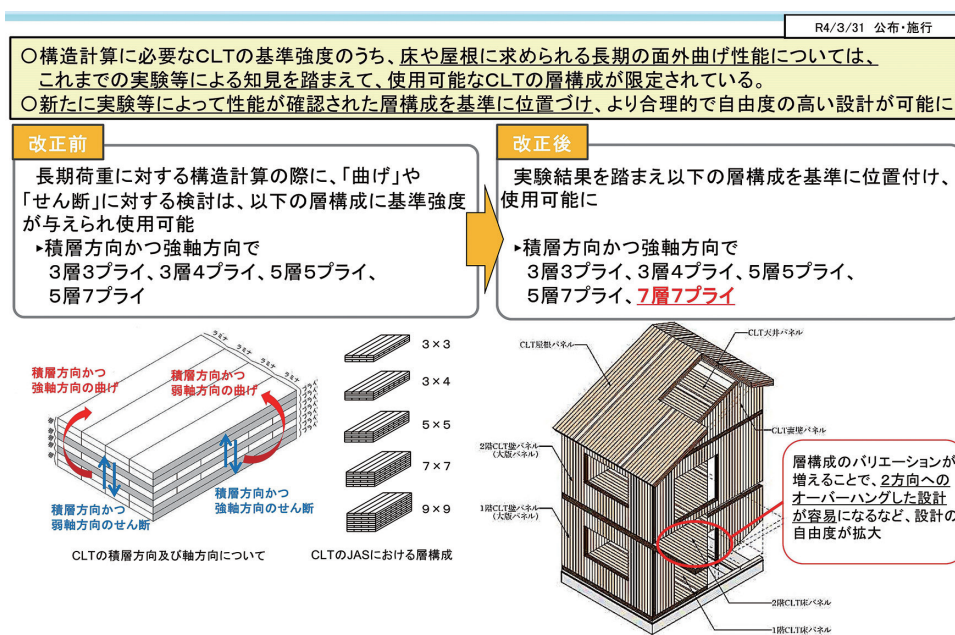 R4/3/31 公布・施行
○構造計算に必要なCLTの基準強度のうち、床や屋根に求められる長期の面外曲げ性能については、
これまでの実験等による知見を踏まえて、使用可能なCLTの層構成が限定されている。
○新たに実験等によって性能が確認された層構成を基準に位置づけ、より合理的で自由度の高い設計が可能に
改正前
長期荷重に対する構造計算の際に、「曲げ」や
「せん断」に対する検討は、以下の層構成に基準強度
が与えられ使用可能
▸積層方向かつ強軸方向で
3層3プライ、3層4プライ、5層5プライ、
5層7プライ
改正後
実験結果を踏まえ以下の層構成を基準に位置付け、
使用可能に
▸積層方向かつ強軸方向で
3層3プライ、3層4プライ、5層5プライ、
5層7プライ、7層7プライ
ラミナ ラミナ ラミナ ラミナ
積層方向かつ
強軸方向の曲げ
積層方向かつ
弱軸方向の曲げ
積層方向かつ
弱軸方向のせん断
積層方向かつ
強軸方向のせん断
CLTの積層方向及び軸方向について
3×3
3×4
5×5
7×7
9×9
CLTのJASにおける層構成
CLT屋根パネル
CLT天井パネル
CLT妻壁パネル
2階CLT壁パネル
(大版パネル)
1階CLT壁パネル
(大版パネル)
2階CLT床パネル
1階CLT床パネル
層構成のバリエーションが
増えることで、2方向への
オーバーハングした設計
が容易になるなど、設計の
自由度が拡大